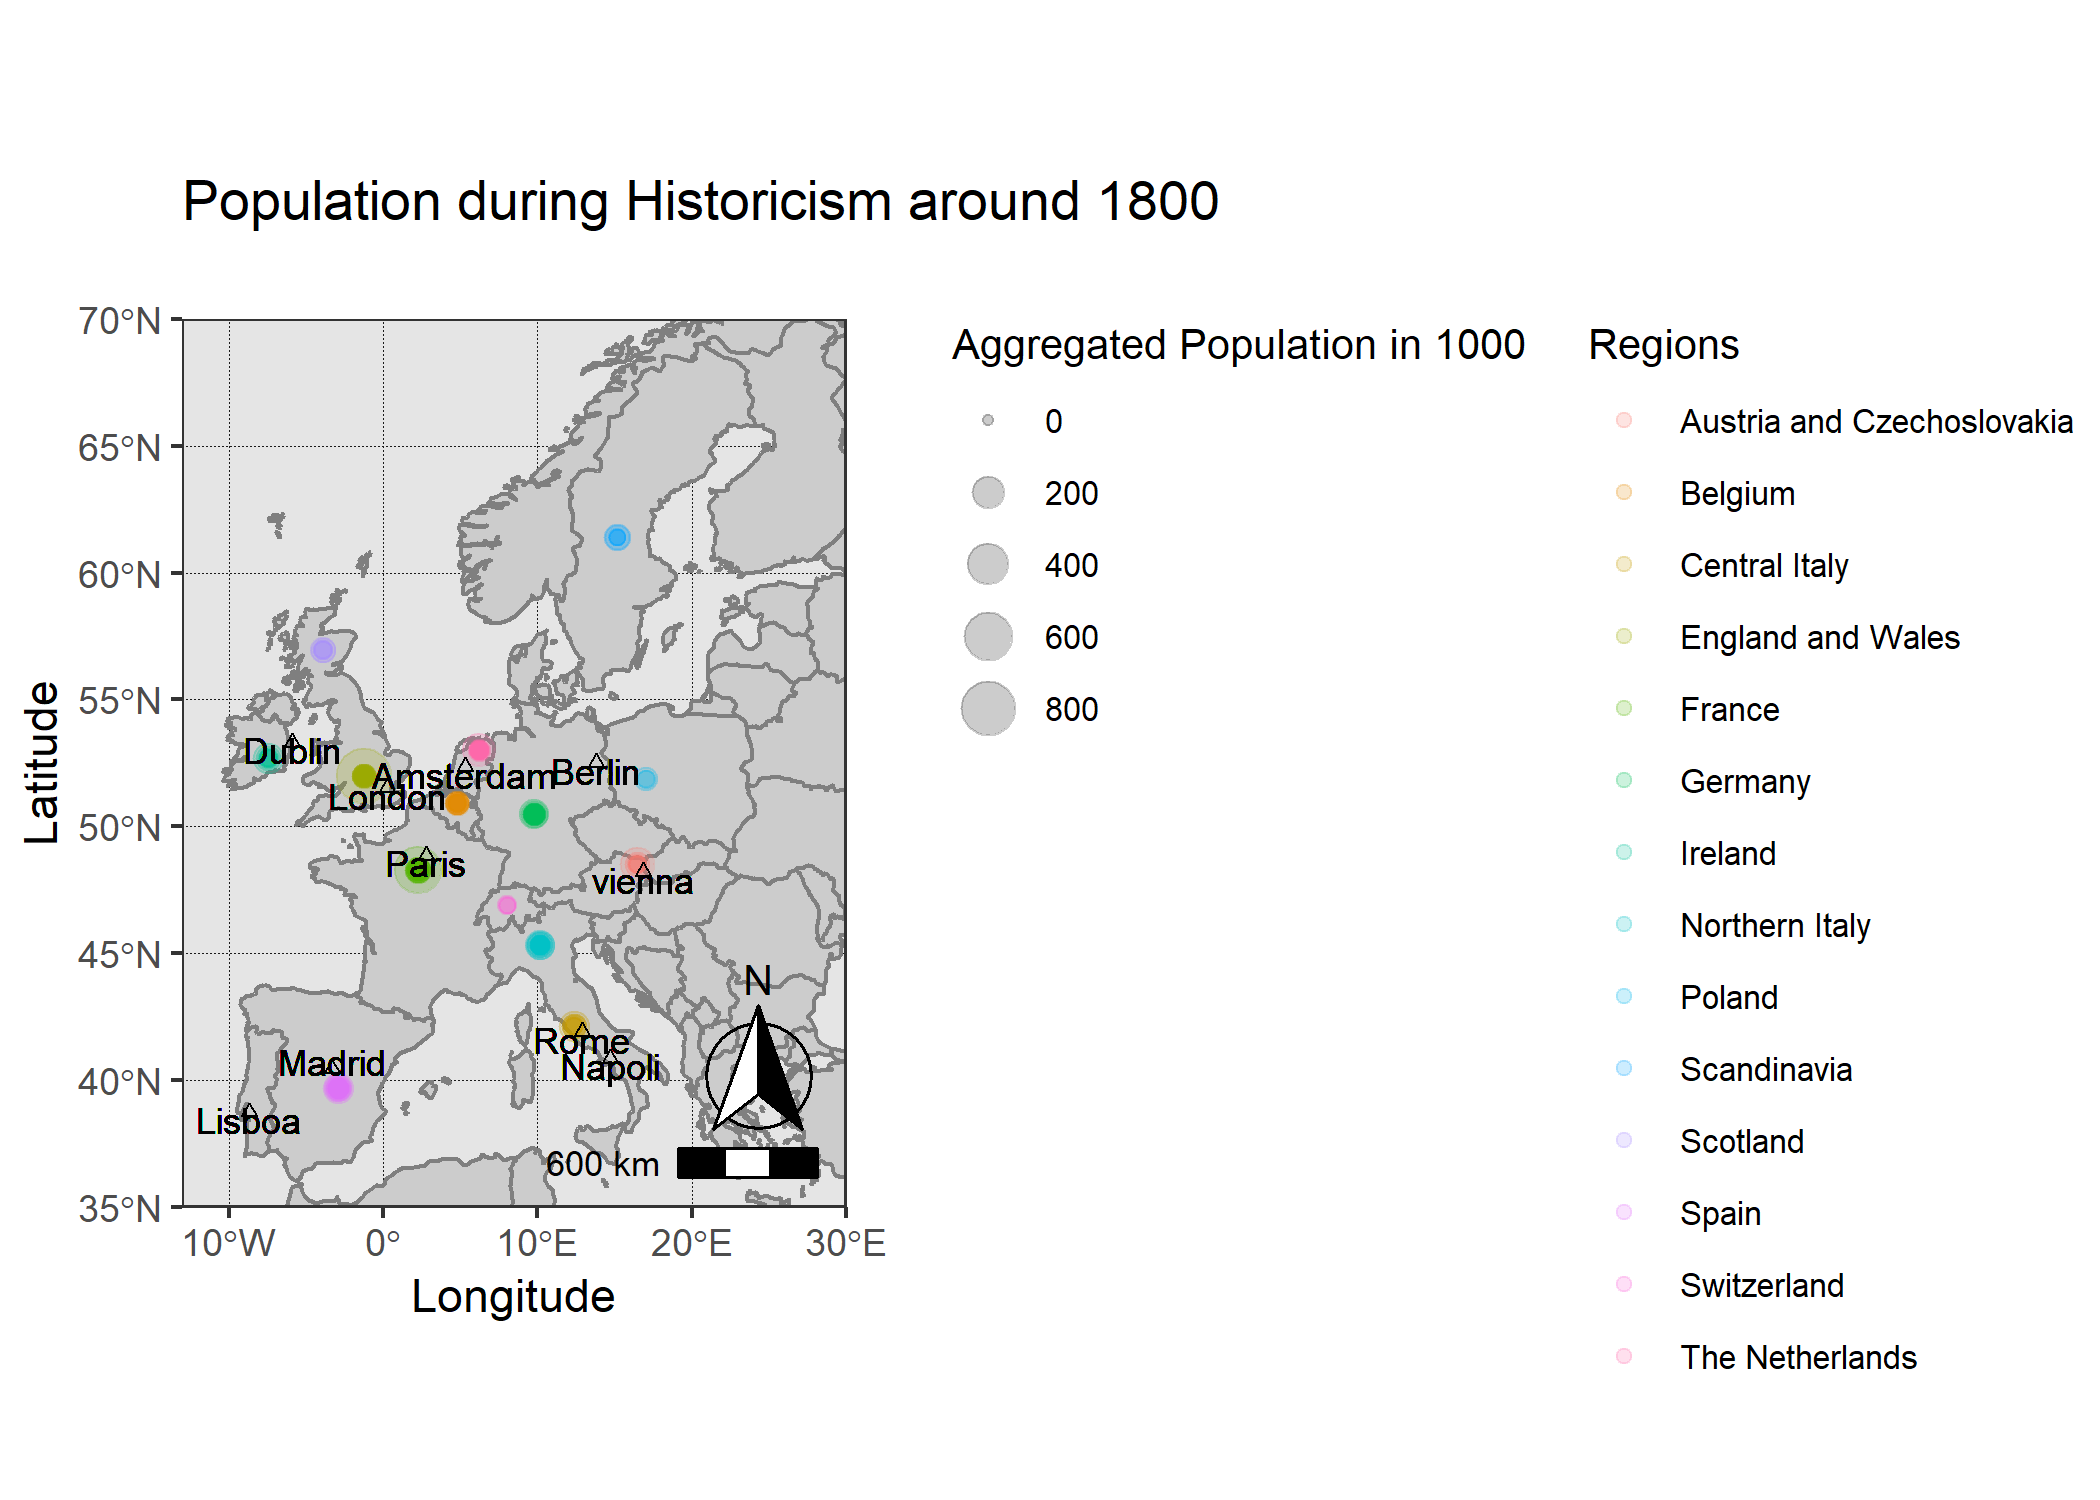 Population during Historicism around 1800
70°N
65°N
60°N
55°N
50°N
45°N
40°N
35°N
Latitude
10°W
0°
10°E
20°E
30°E
Longitude
Dublin
Amsterdam
Berlin
London
Paris
vienna
Rome
Napoli
Madrid
Lisboa
N
600 km
Aggregated Population in 1000
0
200
400
600
800
Regions
Austria and Czechoslovakia
Belgium
Central Italy
England and Wales
France
Germany
Ireland
Northern Italy
Poland
Scandinavia
Scotland
Spain
Switzerland
The Netherlands